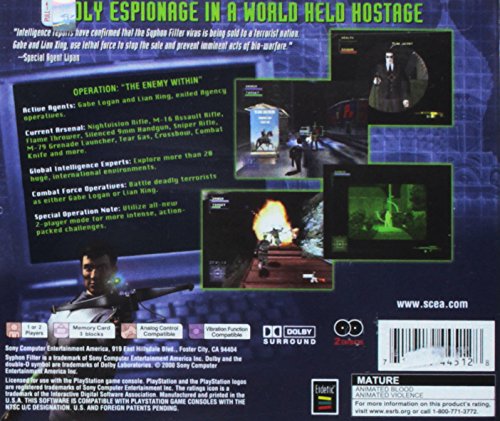 DLY ESPIONAGE IN A WORLD HELD HOSTAGE
"Intelligence reports have confirmed that the Syphon Filter virus is being sold to a terrorist nation.
Gabe and Lian Xing, use lethal force to stop the sale and prevent imminent acts of bio-warfare."
—Special Agent Lipan
OPERATION: "THE ENEMY WITHIN"
Active Agents: Gabe Logan and Lian Xing, exiled Agency
operatives.
Current Arsenal: Nightvision Rifle, M-16 Assault Rifle,
Flame Thrower, Silenced 9mm Handgun, Sniper Rifle,
M-79 Grenade Launcher, Tear Gas, Crossbow, Combat
Knife and more.
Global Intelligence Experts: Explore more than 20
huge, international environments.
Combat Force Operatives: Battle deadly terrorists
as either Gabe Logan or Lian Xing.
Special Operation Note: Utilize all-new
2-player mode for more intense, action-
packed challenges.
www.scea.com
1 or 2
Players
Memory Card
3 blocks
Analog Control
Compatible
Vibration Function
Compatible
DOLBY
SURROUND
Sony Computer Entertainment America, 919 East Hillsdale Blvd., Foster City, CA 94404
Syphon Filter is a trademark of Sony Computer Entertainment America Inc. Dolby and the
double-D symbol are trademarks of Dolby Laboratories. © 2000 Sony Computer
Entertainment America Inc.
Licensed for use with the PlayStation game console. PlayStation and the PlayStation logos
are registered trademarks of Sony Computer Entertainment Inc. The ratings icon is a
trademark of the Interactive Digital Software Association. Manufactured and printed in the
U.S.A. THIS SOFTWARE IS COMPATIBLE WITH PLAYSTATION GAME CONSOLES WITH THE
NTSC U/C DESIGNATION. U.S. AND FOREIGN PATENTS PENDING.
Eidetic
MATURE
ANIMATED BLOOD
ANIMATED VIOLENCE
For more information on this product's rating,
visit www.esrb.org or call 1-800-771-3772.